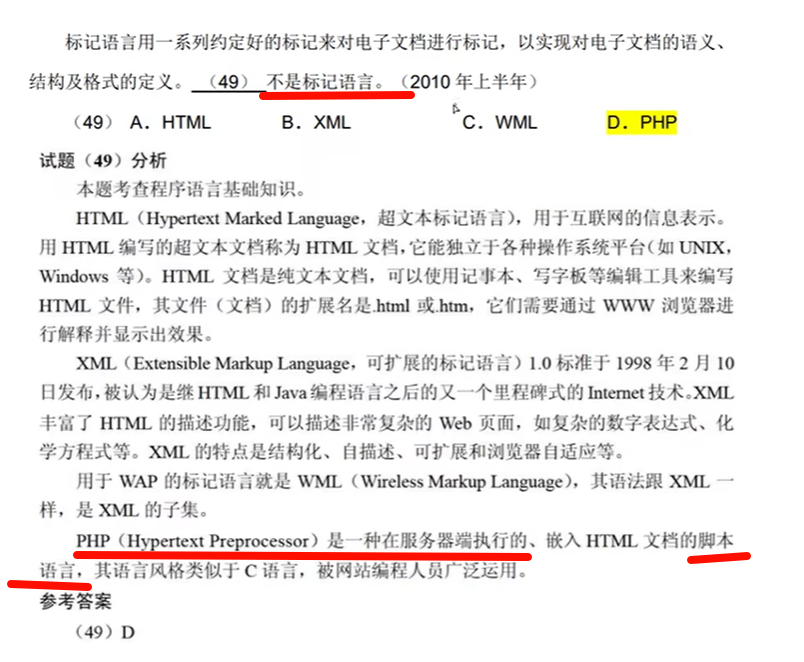 标记语言用一系列约定好的标记来对电子文档进行标记，以实现对电子文档的语义、
结构及格式的定义。（49）不是标记语言。（2010 年上半年）
（49） A．HTML B．XML C．WML D．PHP
试题（49）分析
本题考查程序语言基础知识。
HTML（Hypertext Marked Language，超文本标记语言），用于互联网的信息表示。
用 HTML 编写的超文本文档称为 HTML 文档，它能独立于各种操作系统平台（如 UNIX，
Windows 等）。HTML 文档是纯文本文档，可以使用记事本、写字板等编辑工具来编写
HTML 文件，其文件（文档）的扩展名是.html 或.htm，它们需要通过 WWW 浏览器进
行解释并显示出效果。
XML（Extensible Markup Language，可扩展的标记语言）1.0 标准于 1998 年 2 月 10
日发布，被认为是继 HTML 和 Java 编程语言之后的又一个里程碑式的 Internet 技术。XML
丰富了 HTML 的描述功能，可以描述非常复杂的 Web 页面，如复杂的数字表达式、化
学方程式等。XML 的特点是结构化、自描述、可扩展和浏览器自适应等。
用于 WAP 的标记语言就是 WML（Wireless Markup Language），其语法跟 XML 一
样，是 XML 的子集。
PHP（Hypertext Preprocessor）是一种在服务器端执行的、嵌入 HTML 文档的脚本
语言，其语言风格类似于 C 语言，被网站编程人员广泛运用。
参考答案
（49）D